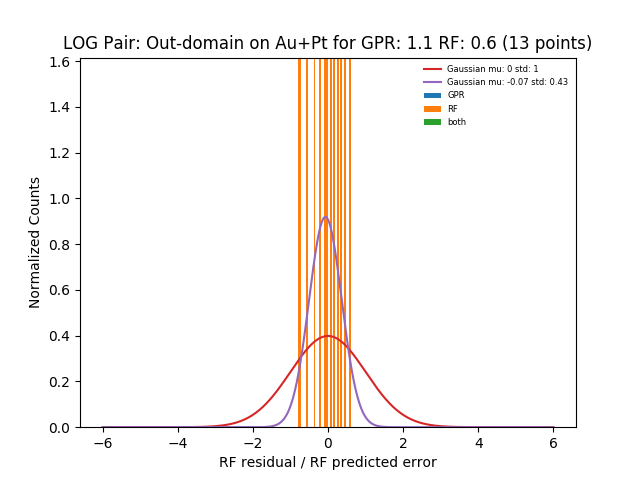 LOG Pair: Out-domain on Au+Pt for GPR: 1.1 RF: 0.6 (13 points)
Gaussian mu: 0 std: 1
Gaussian mu: -0.07 std: 0.43
GPR
RF
both
Normalized Counts
1.6
1.4
1.2
1.0
0.8
0.6
0.4
0.2
0.0
−6 −4 −2 0 2 4 6
RF residual / RF predicted error